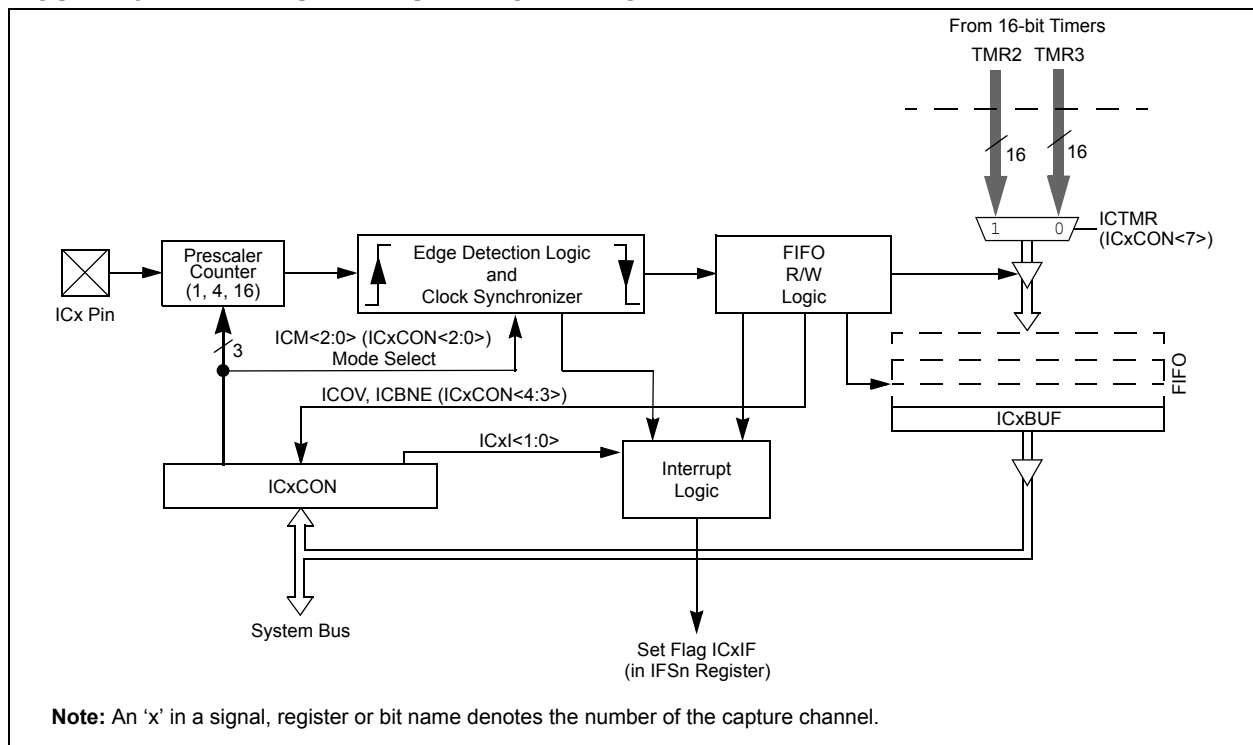 From 16-bit Timers
TMR2 TMR3
16 16
1 0
ICTMR
(ICxCON<7>)
ICx Pin
Prescaler
Counter
(1, 4, 16)
Edge Detection Logic
and
Clock Synchronizer
FIFO
R/W
Logic
3
ICM<2:0> (ICxCON<2:0>)
Mode Select
FIFO
ICOV, ICBNE (ICxCON<4:3>)
ICxBUF
ICxI<1:0>
ICxCON
Interrupt
Logic
System Bus
Set Flag ICxIF
(in IFSn Register)
Note: An ‘x’ in a signal, register or bit name denotes the number of the capture channel.